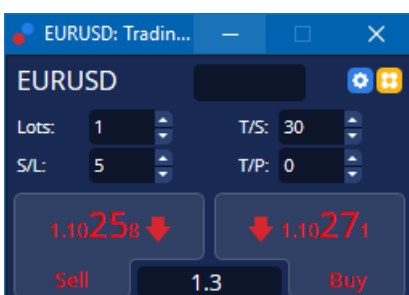 EURUSD: Tradin...
EURUSD
Lots: 1 T/S: 30
S/L: 5 T/P: 0
1.10258 1.10271
Sell 1.3 Buy